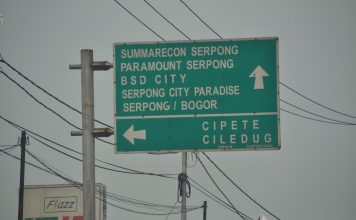 SUMMARECON SERPONG
PARAMOUNT SERPONG
BSD CITY
SERPONG CITY PARADISE
SERPONG / BOGOR
CIPETE
CILEDUG
Flazz